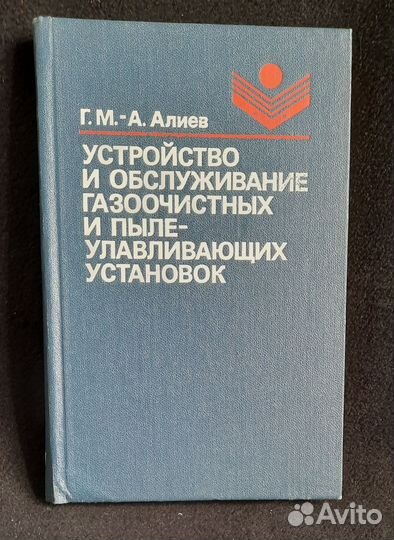 Г. М.-А. Алиев
УСТРОЙСТВО
И ОБСЛУЖИВАНИЕ
ГАЗООЧИСТНЫХ
И ПЫЛЕ-
УЛАВЛИВАЮЩИХ
УСТАНОВОК
Avito